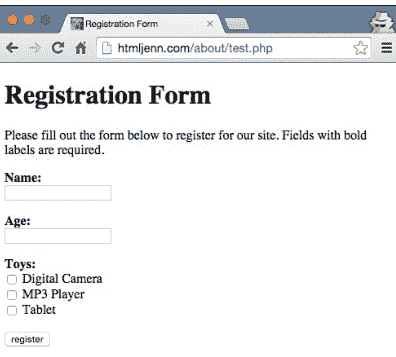 Registration Form
htmljenn.com/about/test.php
Registration Form
Please fill out the form below to register for our site. Fields with bold
labels are required.
Name:
Age:
Toys:
Digital Camera
MP3 Player
Tablet
register